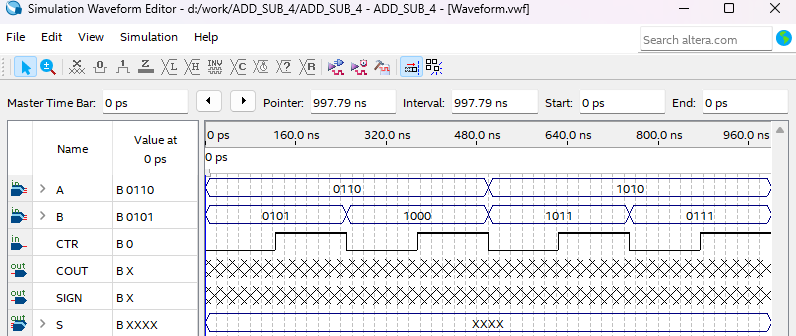 Simulation Waveform Editor - d:/work/ADD_SUB_4/ADD_SUB_4 - ADD_SUB_4 - [Waveform.vwf]
File Edit View Simulation Help
Search altera.com
Master Time Bar: 0 ps Pointer: 997.79 ns Interval: 997.79 ns Start: 0 ps End: 0 ps
Name Value at 0 ps 0 ps 160.0 ns 320.0 ns 480.0 ns 640.0 ns 800.0 ns 960.0 ns
0 ps
in A B 0110 0110 1010
in B B 0101 0101 1000 1011 0111
in CTR B 0
out COUT B X
out SIGN B X
out S B XXXX XXXX